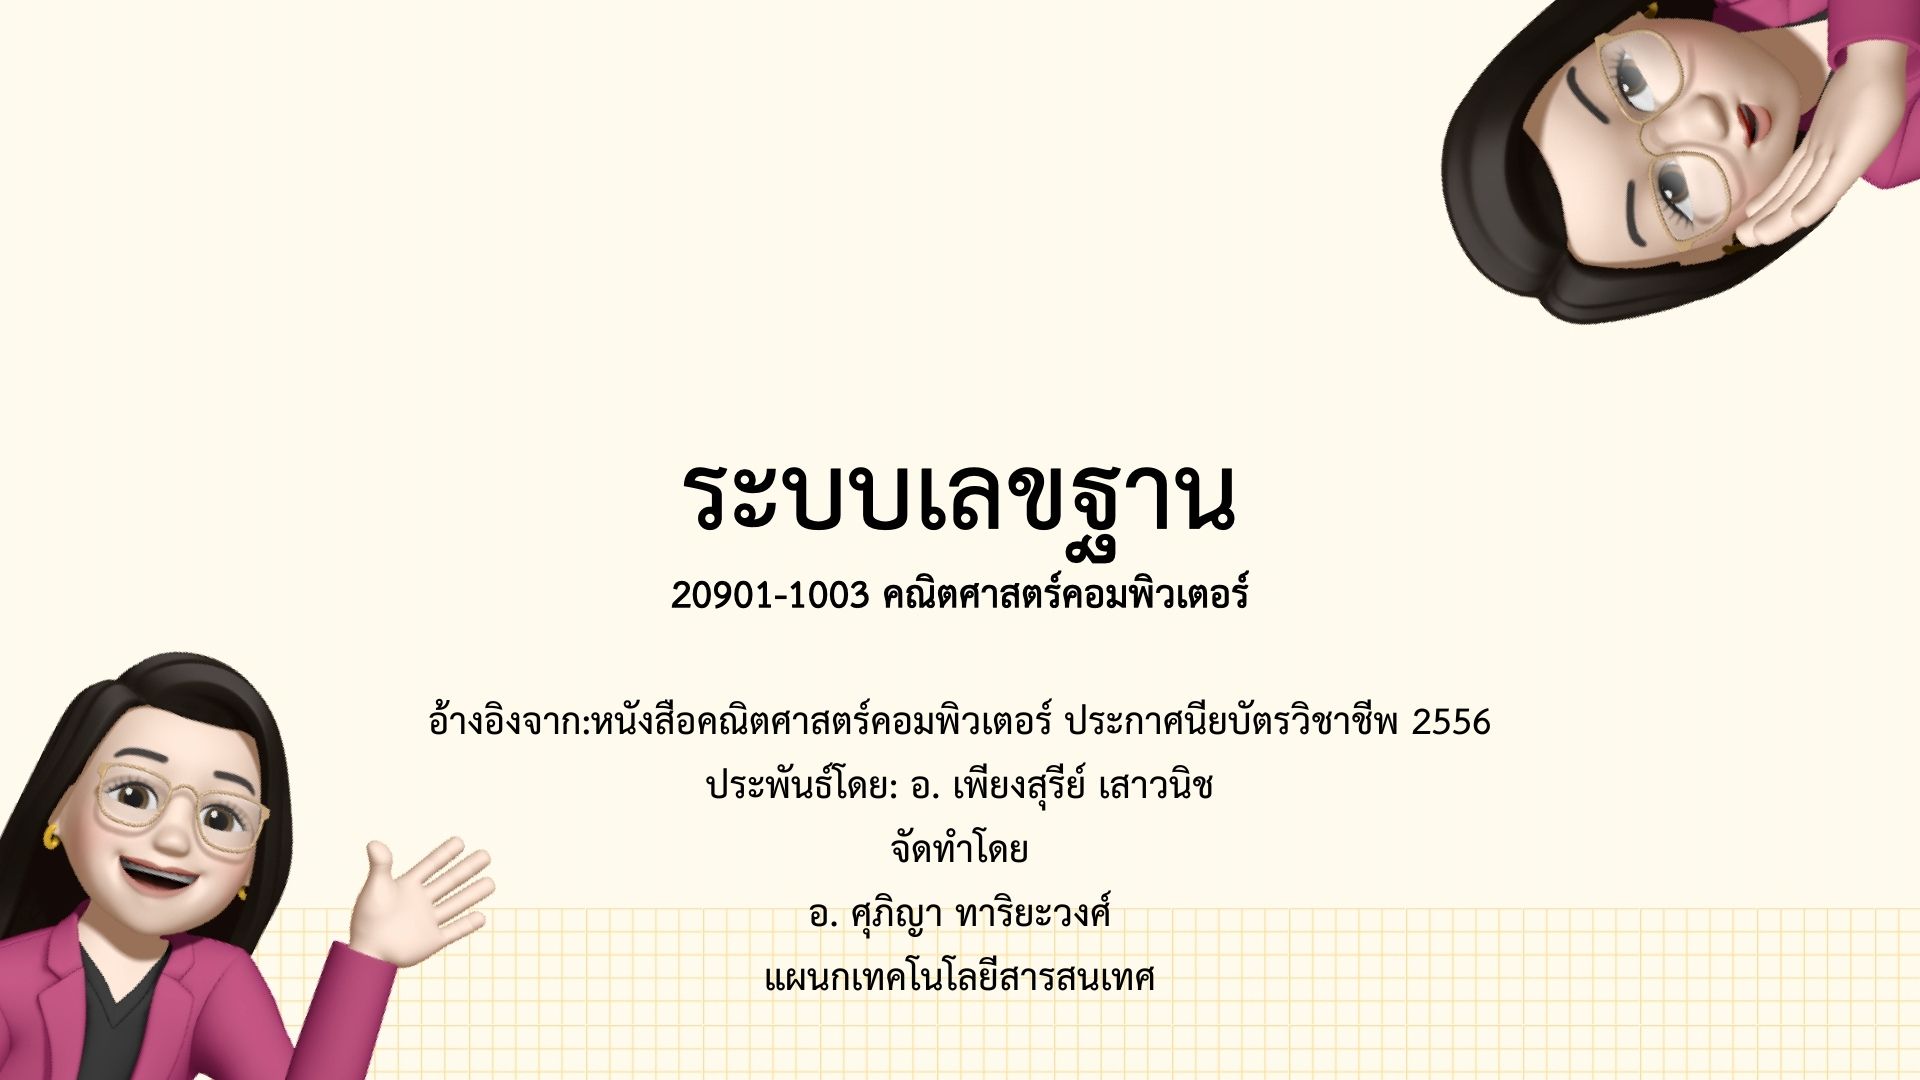 ระบบเลขฐาน
20901-1003 คณิตศาสตร์คอมพิวเตอร์
อ้างอิงจาก:หนังสือคณิตศาสตร์คอมพิวเตอร์ ประกาศนียบัตรวิชาชีพ 2556
ประพันธ์โดย: อ. เพียงสุรีย์ เสาวนิช
จัดทำโดย
อ. ศุภิญา ทาริยะวงศ์
แผนกเทคโนโลยีสารสนเทศ